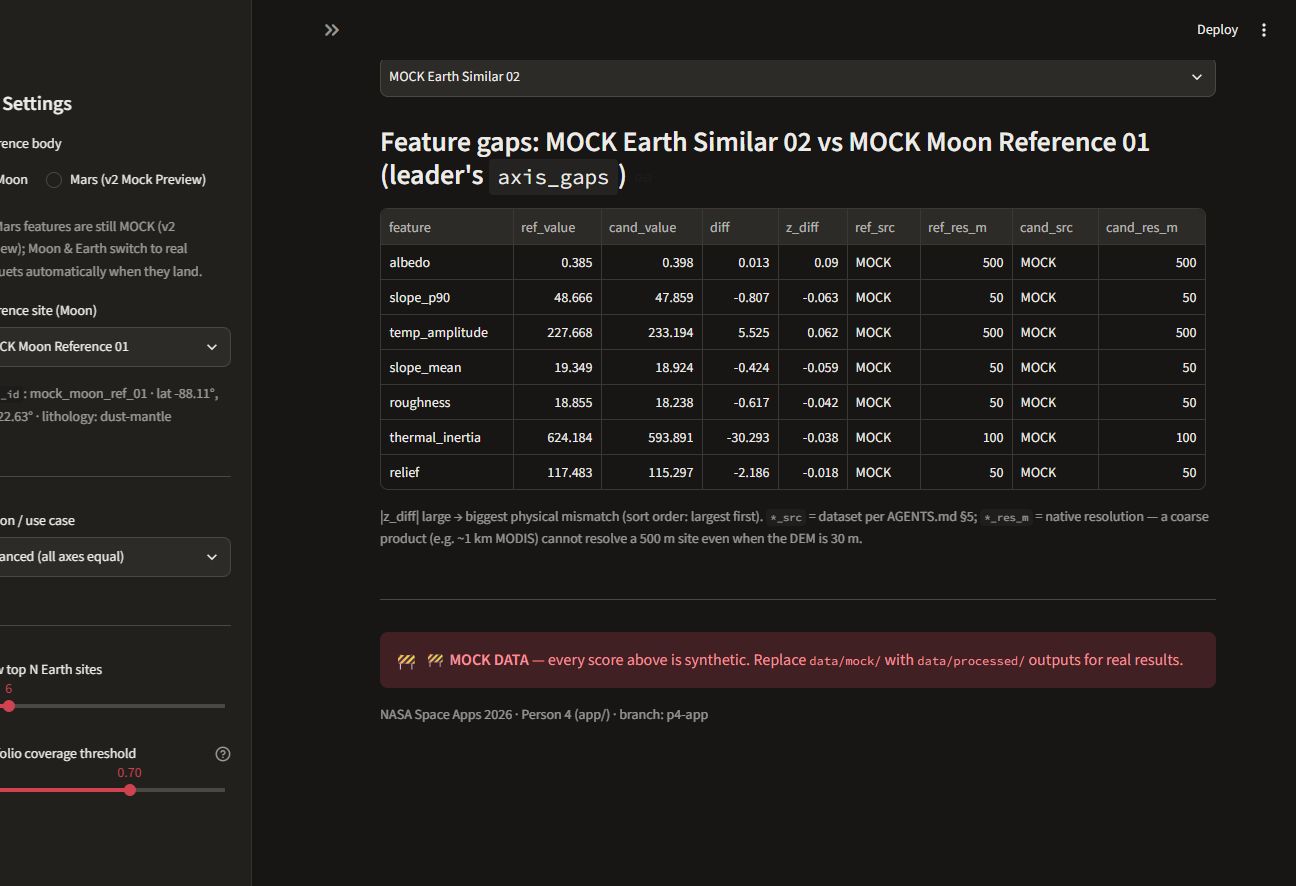 Deploy
Settings
rence body
Moon
Mars (v2 Mock Preview)
Mars features are still MOCK (v2
ew); Moon & Earth switch to real
uets automatically when they land.
rence site (Moon)
CK Moon Reference 01
_id : mock_moon_ref_01 · lat -88.11°,
22.63° · lithology: dust-mantle
on / use case
anced (all axes equal)
w top N Earth sites
6
folio coverage threshold
0.70
MOCK Earth Similar 02
Feature gaps: MOCK Earth Similar 02 vs MOCK Moon Reference 01
(leader's axis_gaps )
feature ref_value cand_value diff z_diff ref_src ref_res_m cand_src cand_res_m
albedo 0.385 0.398 0.013 0.09 MOCK 500 MOCK 500
slope_p90 48.666 47.859 -0.807 -0.063 MOCK 50 MOCK 50
temp_amplitude 227.668 233.194 5.525 0.062 MOCK 500 MOCK 500
slope_mean 19.349 18.924 -0.424 -0.059 MOCK 50 MOCK 50
roughness 18.855 18.238 -0.617 -0.042 MOCK 50 MOCK 50
thermal_inertia 624.184 593.891 -30.293 -0.038 MOCK 100 MOCK 100
relief 117.483 115.297 -2.186 -0.018 MOCK 50 MOCK 50
|z_diff| large → biggest physical mismatch (sort order: largest first). *_src = dataset per AGENTS.md §5; *_res_m = native resolution — a coarse
product (e.g. ~1 km MODIS) cannot resolve a 500 m site even when the DEM is 30 m.
🚧 🚧 MOCK DATA — every score above is synthetic. Replace data/mock/ with data/processed/ outputs for real results.
NASA Space Apps 2026 · Person 4 (app/) · branch: p4-app